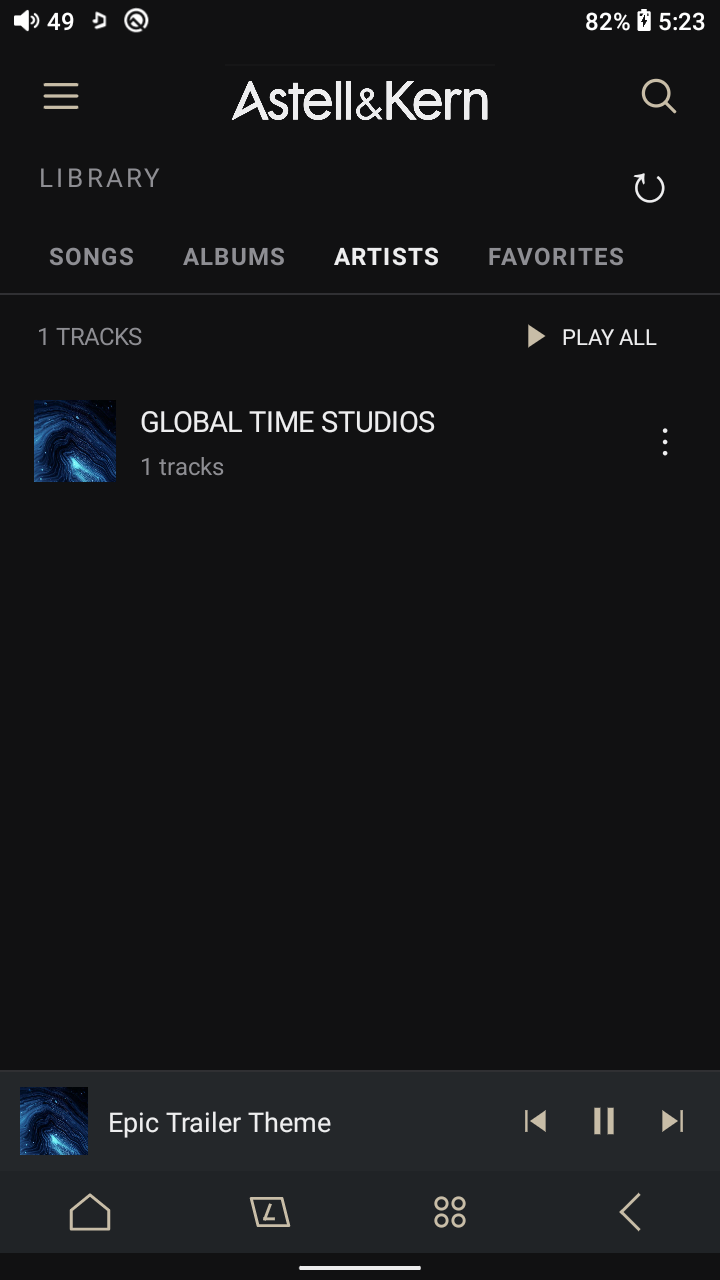 49
82% 5:23
Astell&Kern
LIBRARY
SONGS ALBUMS ARTISTS FAVORITES
1 TRACKS PLAY ALL
GLOBAL TIME STUDIOS
1 tracks
Epic Trailer Theme